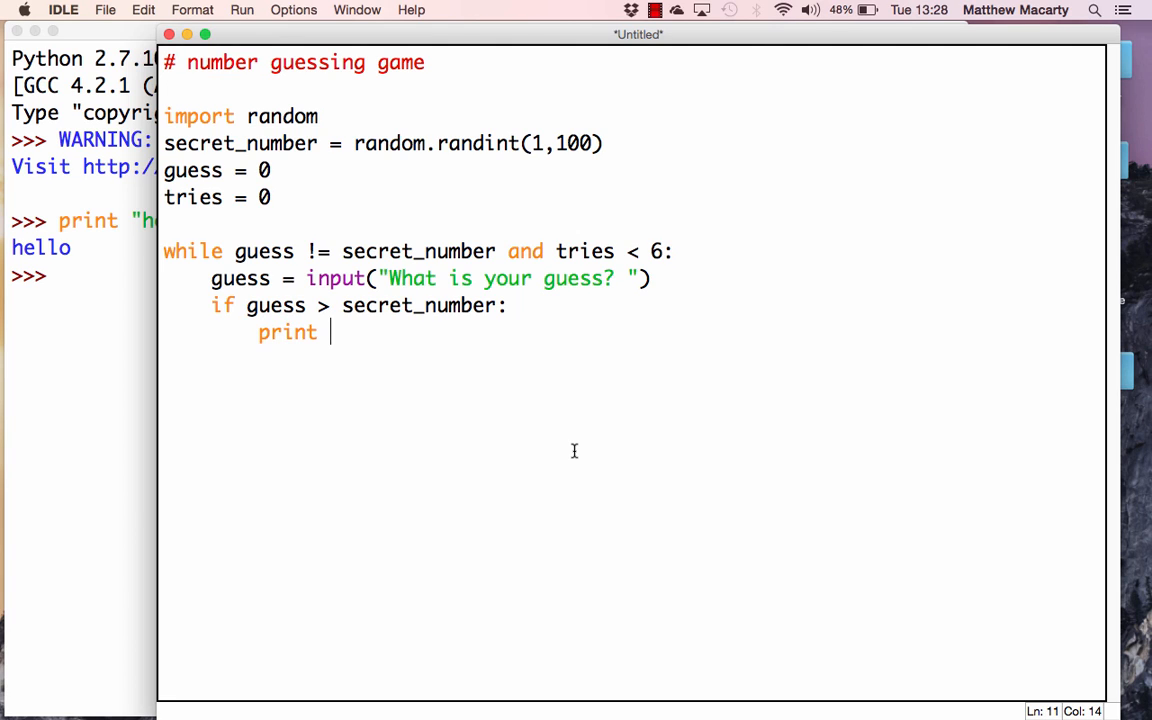 IDLE File Edit Format Run Options Window Help 48% Tue 13:28 Matthew Macarty
*Untitled*
Python 2.7.10
[GCC 4.2.1 (
Type "copyri
>>> WARNING:
Visit http:/
>>> print "he
hello
>>>
# number guessing game
import random
secret_number = random.randint(1,100)
guess = 0
tries = 0
while guess != secret_number and tries < 6:
    guess = input("What is your guess? ")
    if guess > secret_number:
        print
Ln: 11 Col: 14